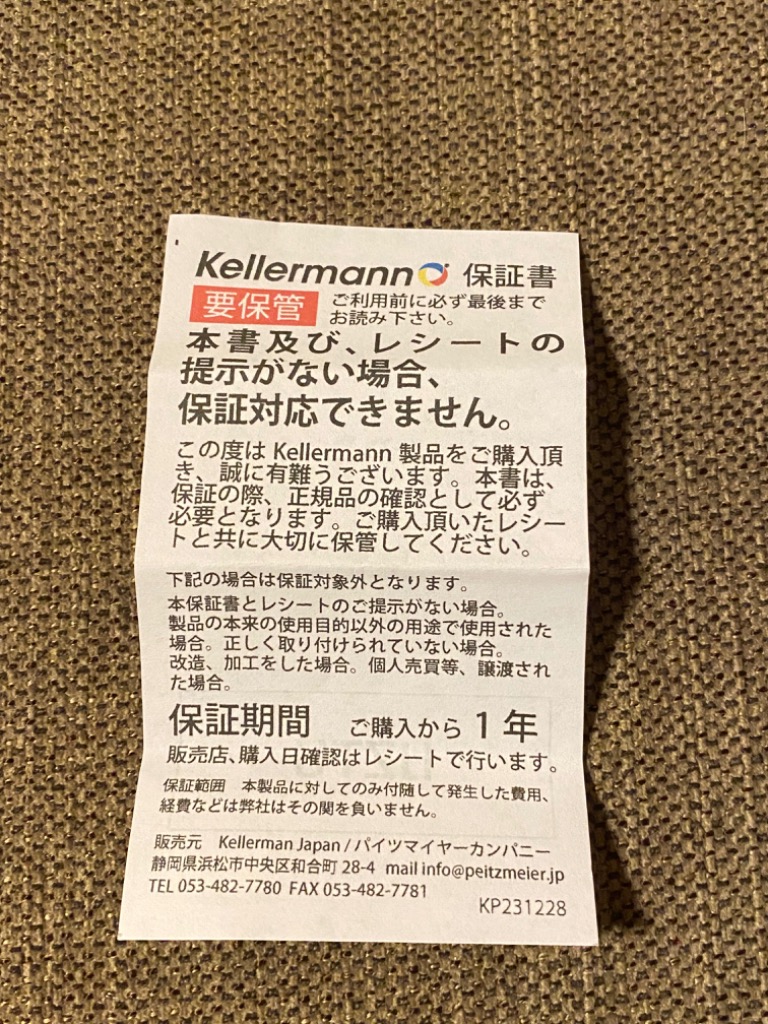 Kellermann 保証書
要保管 ご利用前に必ず最後まで
お読み下さい。
本書及び、レシートの
提示がない場合、
保証対応できません。
この度は Kellermann 製品をご購入頂
き、誠に有難うございます。本書は、
保証の際、正規品の確認として必ず
必要となります。ご購入頂いたレシー
トと共に大切に保管してください。
下記の場合は保証対象外となります。
本保証書とレシートのご提示がない場合。
製品の本来の使用目的以外の用途で使用された
場合。正しく取り付けられていない場合。
改造、加工をした場合。個人売買等、譲渡され
た場合。
保証期間 ご購入から 1 年
販売店、購入日確認はレシートで行います。
保証範囲 本製品に対してのみ付随して発生した費用、
経費などは弊社はその関を負いません。
販売元 Kellerman Japan / パイツマイヤーカンパニー
静岡県浜松市中央区和合町 28-4 mail info@peitzmeier.jp
TEL 053-482-7780 FAX 053-482-7781
KP231228